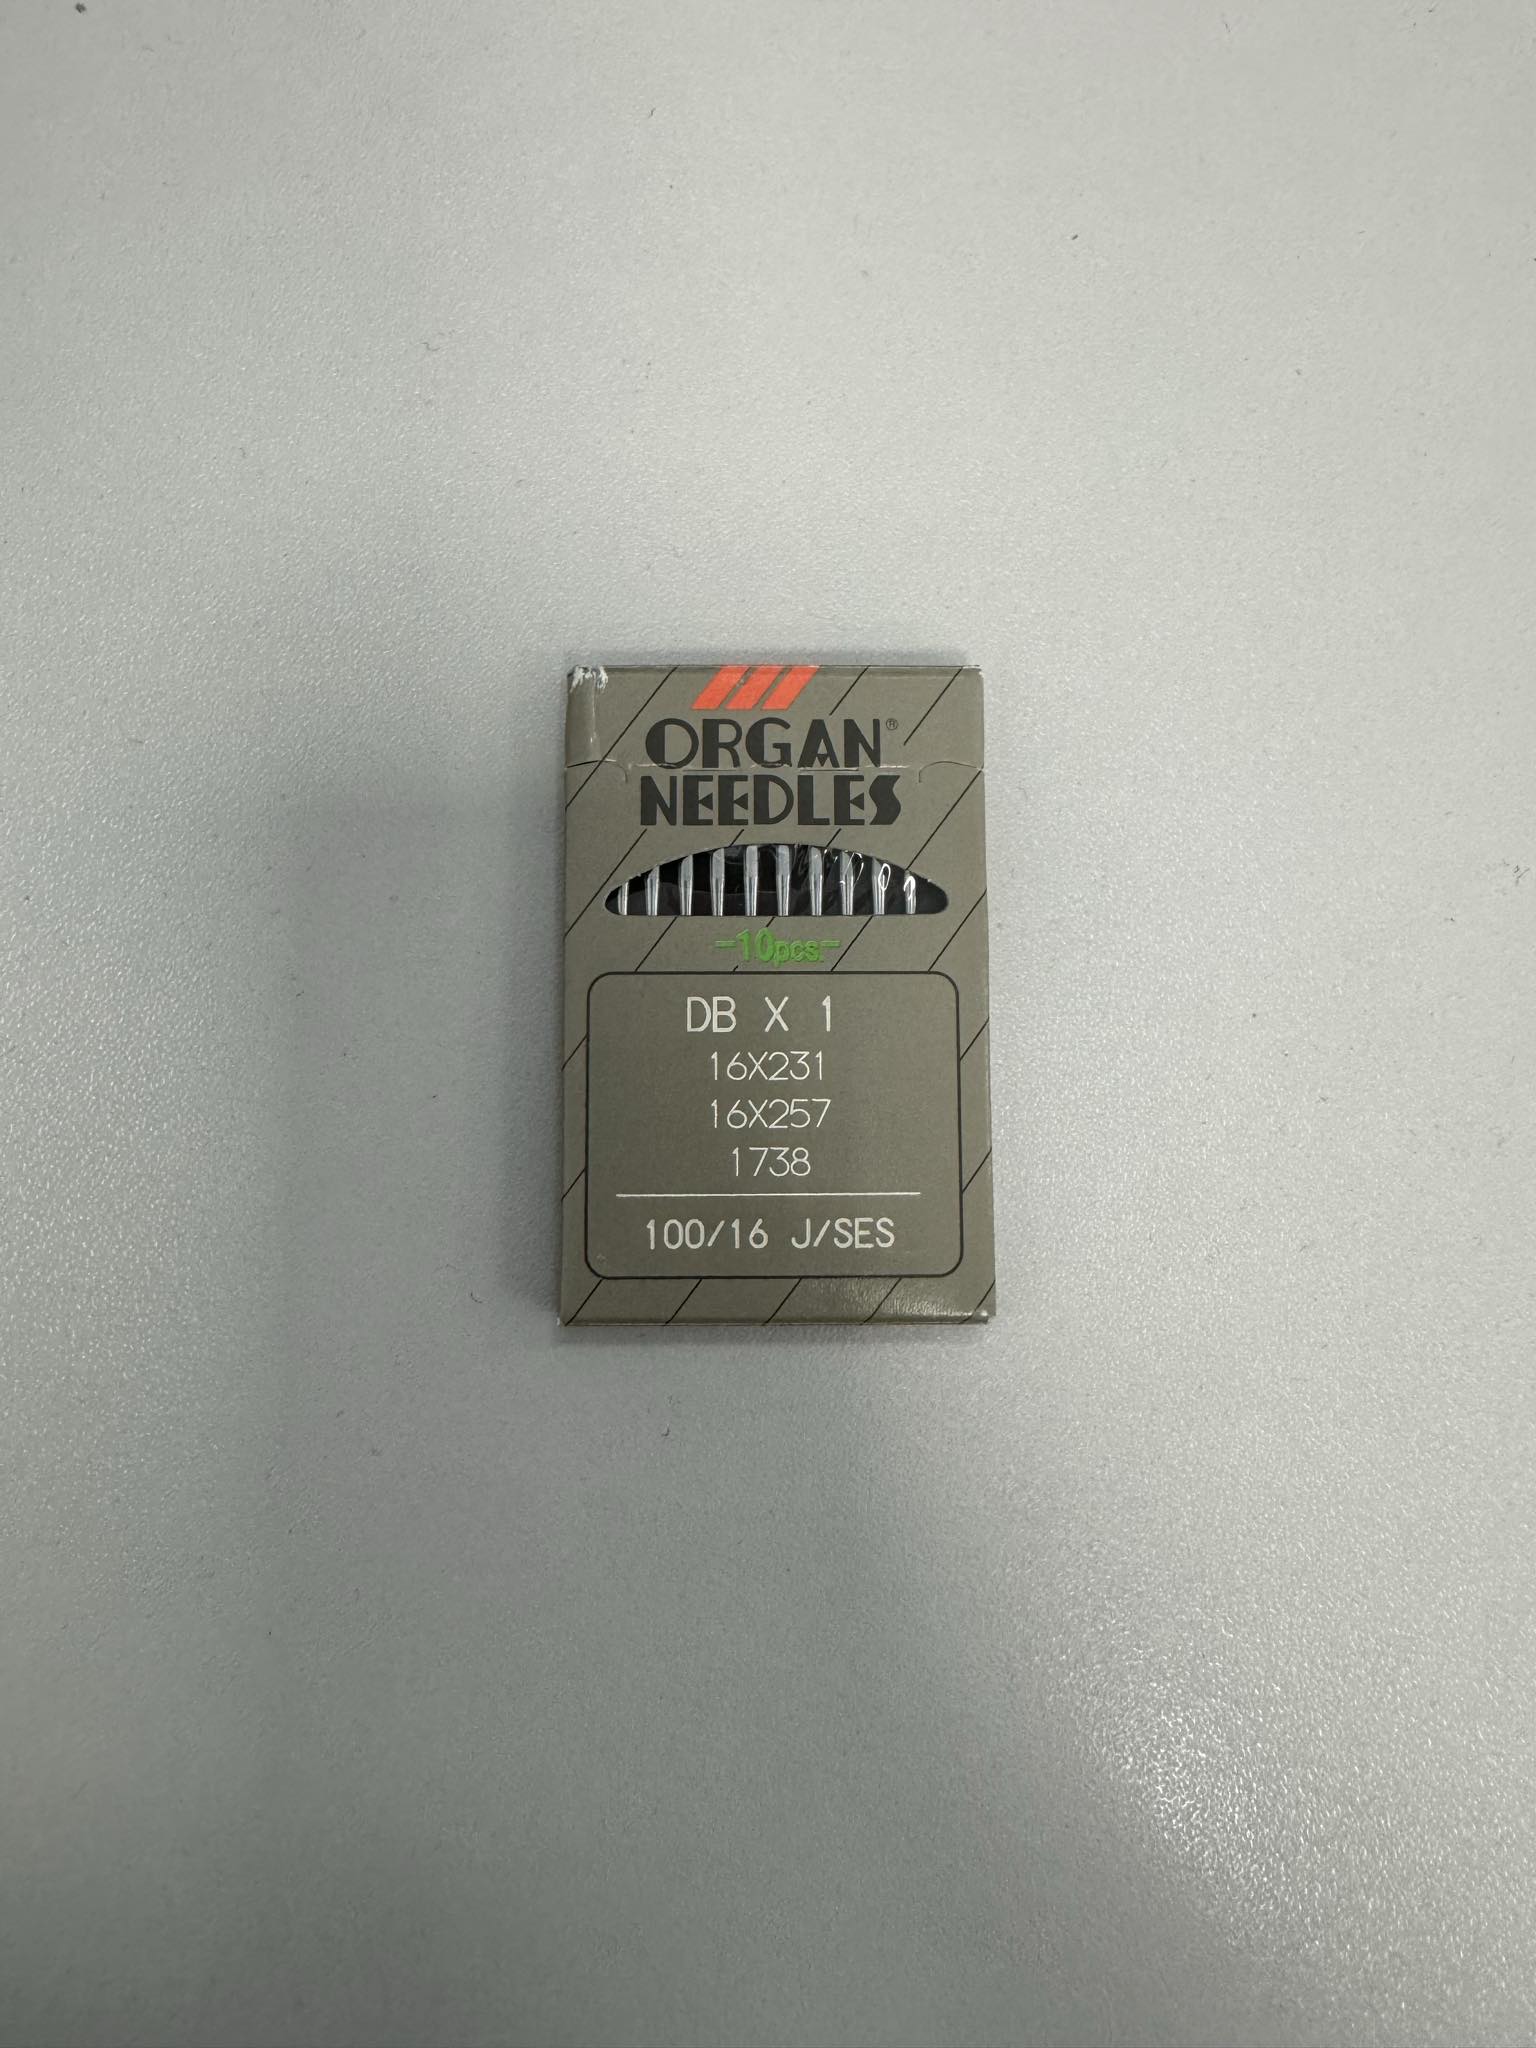 ORGAN®
NEEDLES
-10pcs.-
DB X 1
16X231
16X257
1738
100/16 J/SES